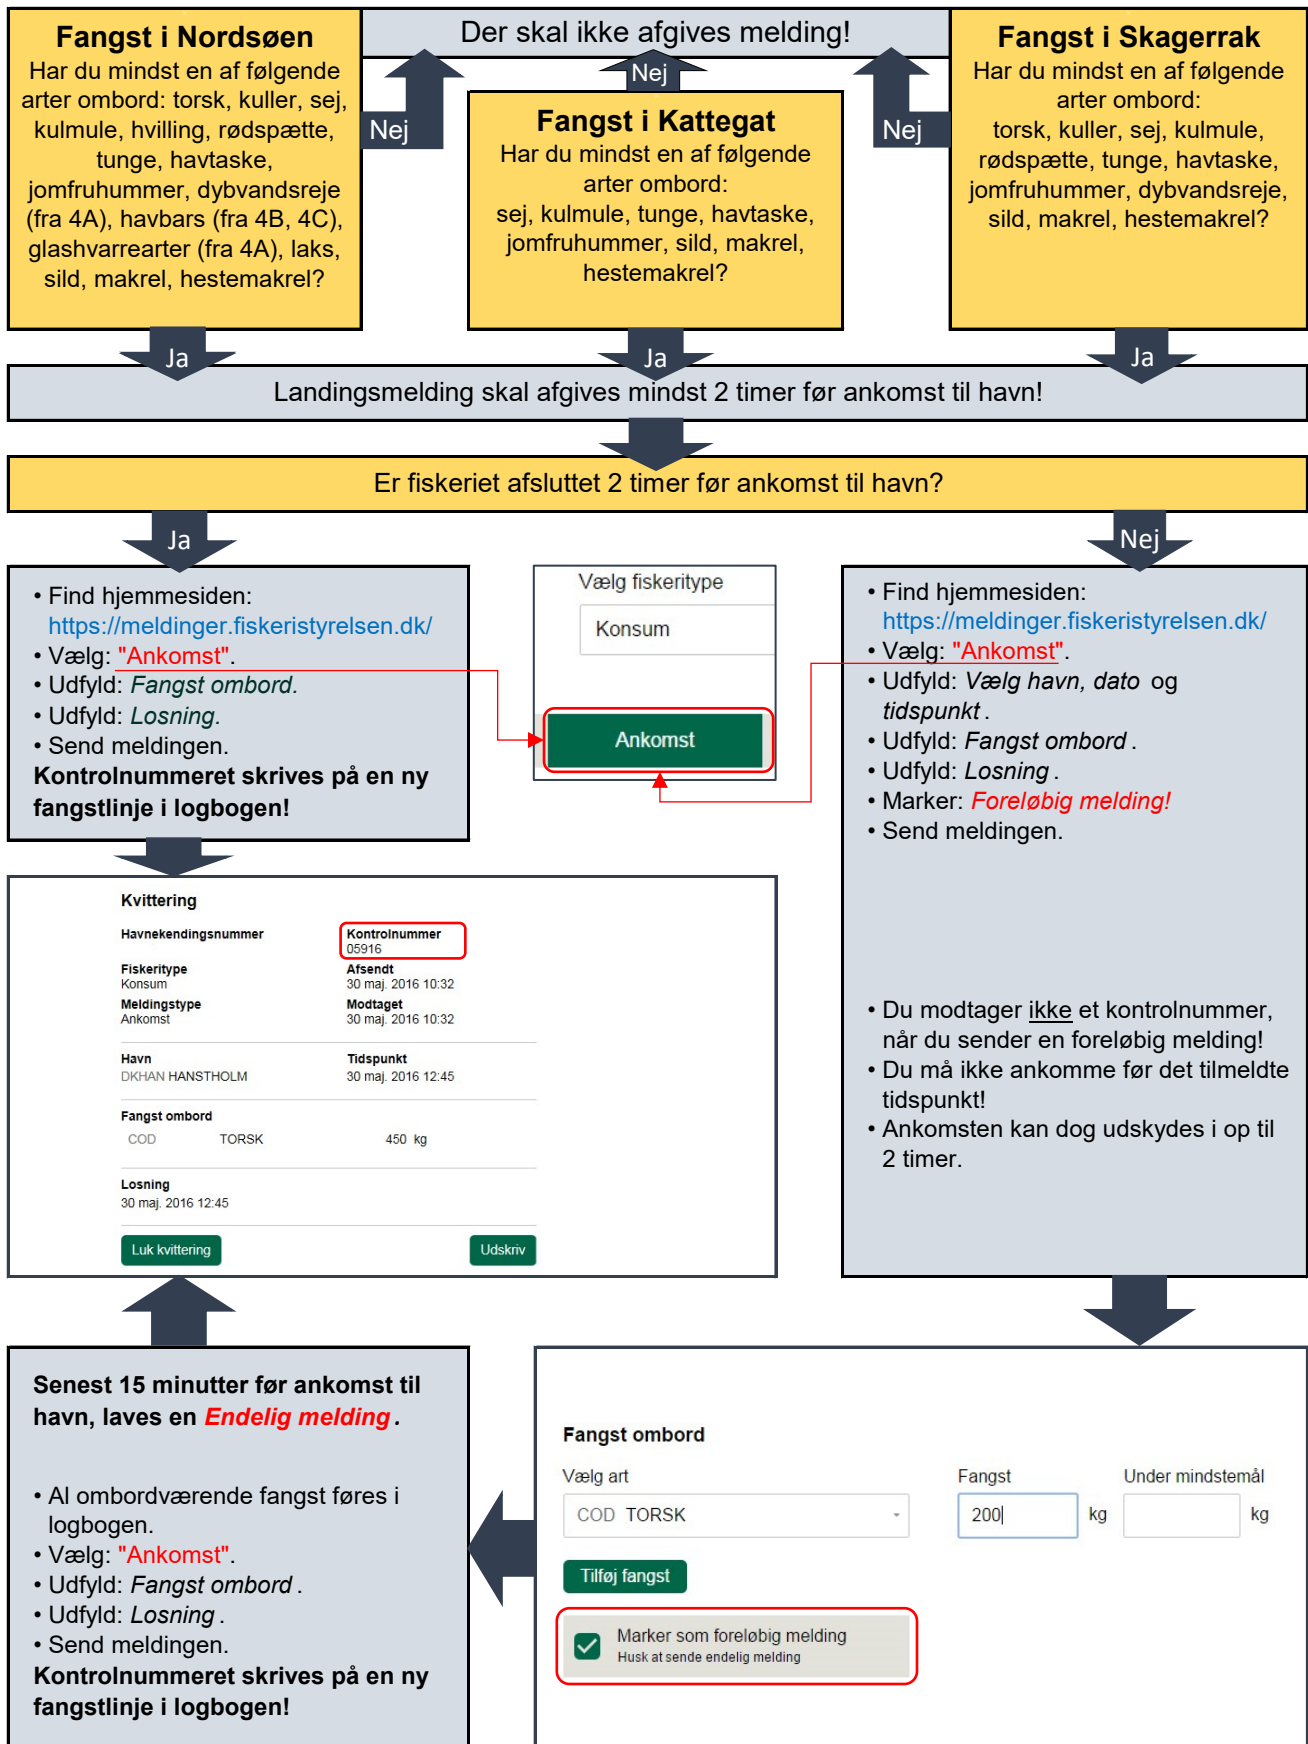 Der skal ikke afgives melding!
Fangst i Nordsøen
Har du mindst en af følgende
arter ombord: torsk, kuller, sej,
kulmule, hvilling, rødspætte,
tunge, havtaske,
jomfruhummer, dybvandsreje
(fra 4A), havbars (fra 4B, 4C),
glashvarrearter (fra 4A), laks,
sild, makrel, hestemakrel?
Nej
Nej
Fangst i Kattegat
Har du mindst en af følgende
arter ombord:
sej, kulmule, tunge, havtaske,
jomfruhummer, sild, makrel,
hestemakrel?
Nej
Fangst i Skagerrak
Har du mindst en af følgende
arter ombord:
torsk, kuller, sej, kulmule,
rødspætte, tunge, havtaske,
jomfruhummer, dybvandsreje,
sild, makrel, hestemakrel?
Ja
Ja
Ja
Landingsmelding skal afgives mindst 2 timer før ankomst til havn!
Er fiskeriet afsluttet 2 timer før ankomst til havn?
Ja
Nej
• Find hjemmesiden:
https://meldinger.fiskeristyrelsen.dk/
• Vælg: "Ankomst".
• Udfyld: Fangst ombord.
• Udfyld: Losning.
• Send meldingen.
Kontrolnummeret skrives på en ny
fangstlinje i logbogen!
Vælg fiskeritype
Konsum
Ankomst
• Find hjemmesiden:
https://meldinger.fiskeristyrelsen.dk/
• Vælg: "Ankomst".
• Udfyld: Vælg havn, dato og
tidspunkt.
• Udfyld: Fangst ombord.
• Udfyld: Losning.
• Marker: Foreløbig melding!
• Send meldingen.
• Du modtager ikke et kontrolnummer,
når du sender en foreløbig melding!
• Du må ikke ankomme før det tilmeldte
tidspunkt!
• Ankomsten kan dog udskydes i op til
2 timer.
Kvittering
Havnekendingsnummer Kontrolnummer
05916
Fiskeritype Afsendt
Konsum 30 maj. 2016 10:32
Meldingstype Modtaget
Ankomst 30 maj. 2016 10:32
Havn Tidspunkt
DKHAN HANSTHOLM 30 maj. 2016 12:45
Fangst ombord
COD TORSK 450 kg
Losning
30 maj. 2016 12:45
Luk kvittering Udskriv
Senest 15 minutter før ankomst til
havn, laves en Endelig melding.
• Al ombordværende fangst føres i
logbogen.
• Vælg: "Ankomst".
• Udfyld: Fangst ombord.
• Udfyld: Losning.
• Send meldingen.
Kontrolnummeret skrives på en ny
fangstlinje i logbogen!
Fangst ombord
Vælg art Fangst Under mindstemål
COD TORSK 200 kg kg
Tilføj fangst
Marker som foreløbig melding
Husk at sende endelig melding